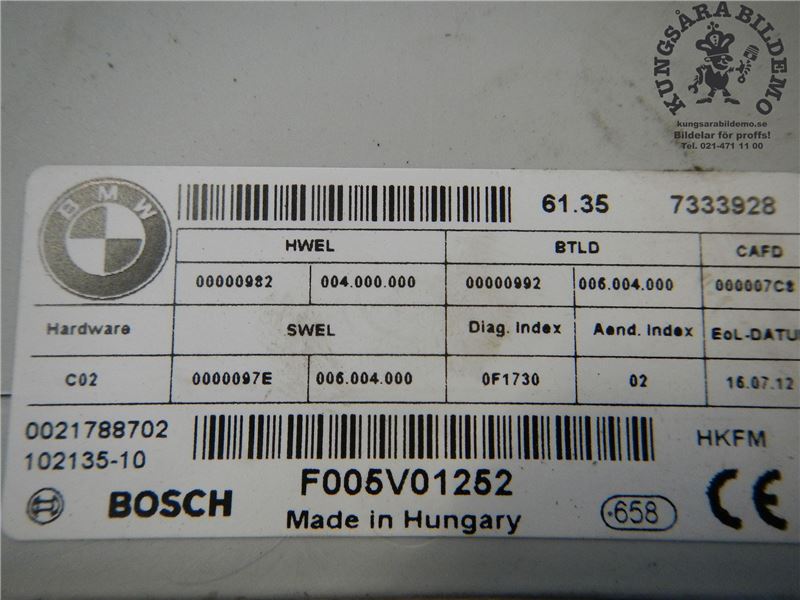 KUNGSÅRA BILDEMO
kungsarabildemo.se
Bildelar för proffs!
Tel. 021-471 11 00
BMW
61.35 7333928
HWEL BTLD CAFD
00000982 004.000.000 00000992 006.004.000 000007C8
Hardware SWEL Diag. Index Aend. Index EoL-DATU
C02 0000097E 006.004.000 0F1730 02 16.07.12
0021788702
102135-10
HKFM
F005V01252
BOSCH
Made in Hungary
658
CE